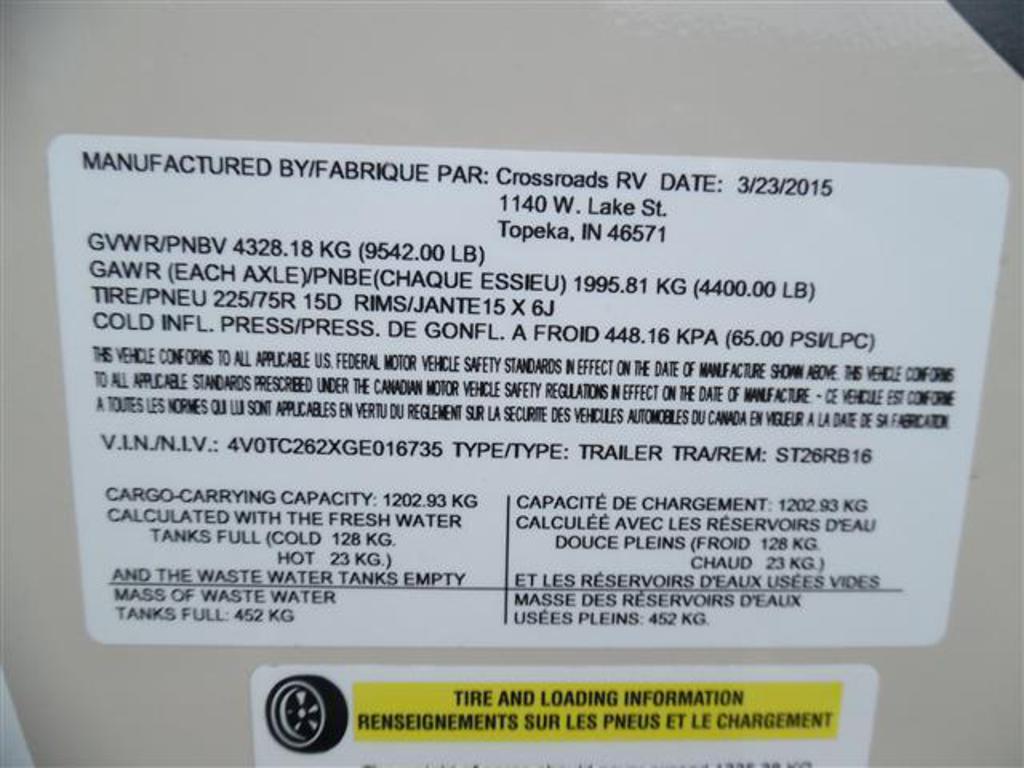 MANUFACTURED BY/FABRIQUE PAR: Crossroads RV DATE: 3/23/2015
1140 W. Lake St.
Topeka, IN 46571
GVWR/PNBV 4328.18 KG (9542.00 LB)
GAWR (EACH AXLE)/PNBE(CHAQUE ESSIEU) 1995.81 KG (4400.00 LB)
TIRE/PNEU 225/75R 15D RIMS/JANTE15 X 6J
COLD INFL. PRESS/PRESS. DE GONFL. A FROID 448.16 KPA (65.00 PSI/LPC)
THIS VEHICLE CONFORMS TO ALL APPLICABLE U.S. FEDERAL MOTOR VEHICLE SAFETY STANDARDS IN EFFECT ON THE DATE OF MANUFACTURE SHOWN ABOVE. THIS VEHICLE CONFORMS
TO ALL APPLICABLE STANDARDS PRESCRIBED UNDER THE CANADIAN MOTOR VEHICLE SAFETY REGULATIONS IN EFFECT ON THE DATE OF MANUFACTURE. - CE VEHICULE EST CONFORME
A TOUTES LES NORMES QUI LUI SONT APPLICABLES EN VERTU DU REGLEMENT SUR LA SECURITE DES VEHICULES AUTOMOBILES DU CANADA EN VIGUEUR A LA DATE DE SA FABRICATION.
V.I.N./N.I.V.: 4V0TC262XGE016735 TYPE/TYPE: TRAILER TRA/REM: ST26RB16
CARGO-CARRYING CAPACITY: 1202.93 KG
CALCULATED WITH THE FRESH WATER
TANKS FULL (COLD 128 KG.
HOT 23 KG.)
AND THE WASTE WATER TANKS EMPTY
MASS OF WASTE WATER
TANKS FULL: 452 KG
CAPACITÉ DE CHARGEMENT: 1202.93 KG
CALCULÉE AVEC LES RÉSERVOIRS D'EAU
DOUCE PLEINS (FROID 128 KG.
CHAUD 23 KG.)
ET LES RÉSERVOIRS D'EAUX USÉES VIDES
MASSE DES RÉSERVOIRS D'EAUX
USÉES PLEINS: 452 KG.
TIRE AND LOADING INFORMATION
RENSEIGNEMENTS SUR LES PNEUS ET LE CHARGEMENT